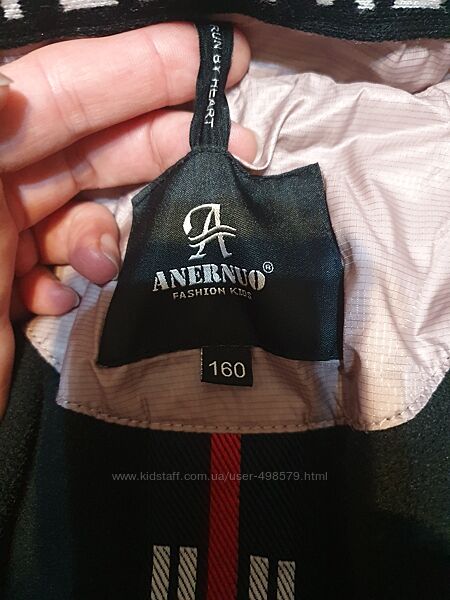 RUN BY HEART
A
ANERNUO®
FASHION KIDS
160
www.kidstaff.com.ua/user-498579.html